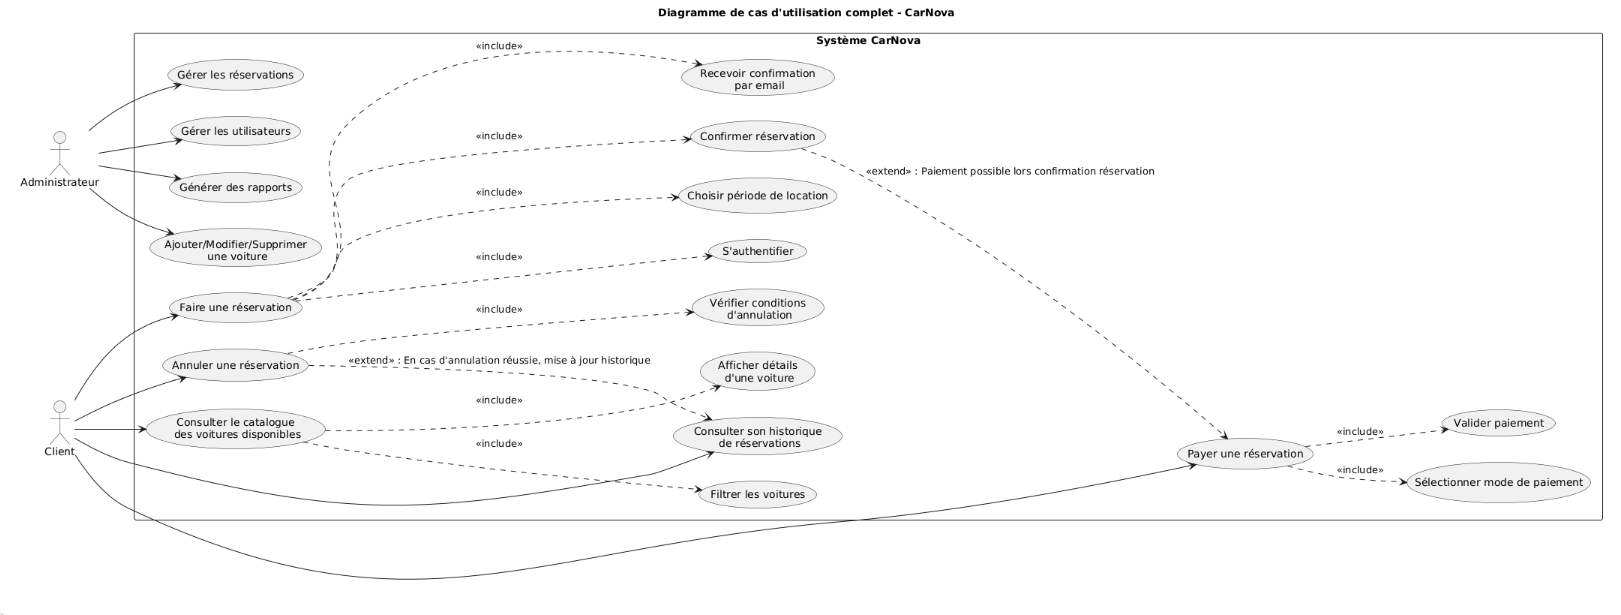 Diagramme de cas d'utilisation complet - CarNova
Système CarNova
«include»
Gérer les réservations
Recevoir confirmation
par email
Gérer les utilisateurs
«include»
Confirmer réservation
«extend» : Paiement possible lors confirmation réservation
Administrateur
Générer des rapports
«include»
Choisir période de location
Ajouter/Modifier/Supprimer
une voiture
«include»
S'authentifier
Faire une réservation
«include»
Vérifier conditions
d'annulation
Annuler une réservation
«extend» : En cas d'annulation réussie, mise à jour historique
Afficher détails
d'une voiture
«include»
Consulter le catalogue
des voitures disponibles
Consulter son historique
de réservations
«include»
Client
Payer une réservation
«include»
Valider paiement
«include»
Sélectionner mode de paiement
Filtrer les voitures